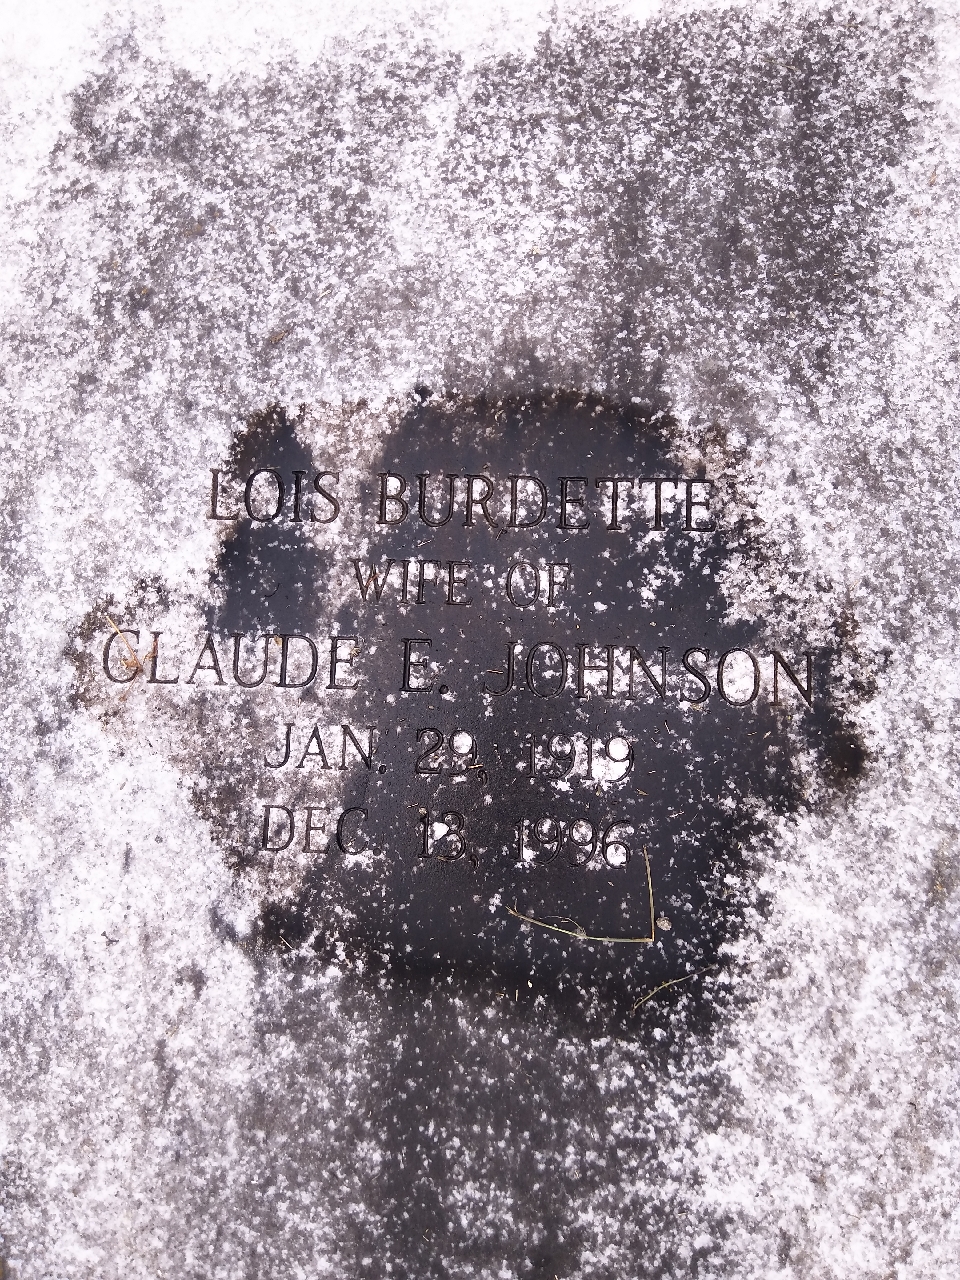 LOIS BURDETTE
WIFE OF
CLAUDE E. JOHNSON
JAN. 29, 1919
DEC. 13, 1996